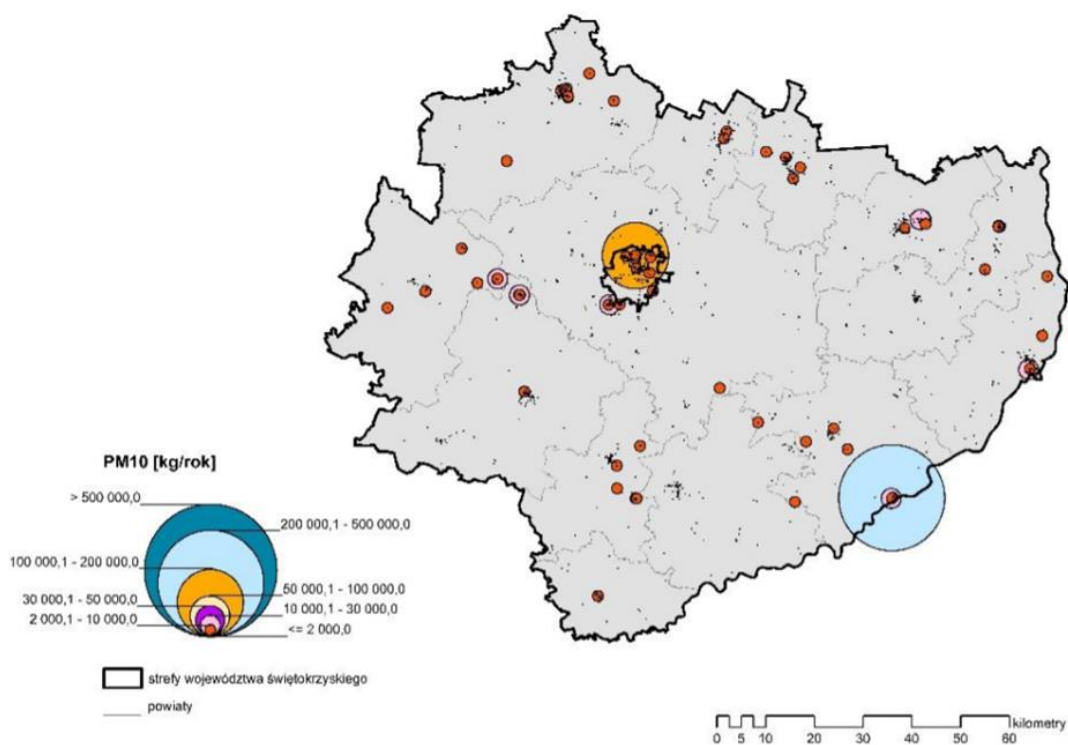 PM10 [kg/rok]
> 500 000,0
200 000,1 - 500 000,0
100 000,1 - 200 000,0
50 000,1 - 100 000,0
30 000,1 - 50 000,0
10 000,1 - 30 000,0
2 000,1 - 10 000,0
<= 2 000,0
strefy województwa świętokrzyskiego
powiaty
kilometry
0 5 10 20 30 40 50 60